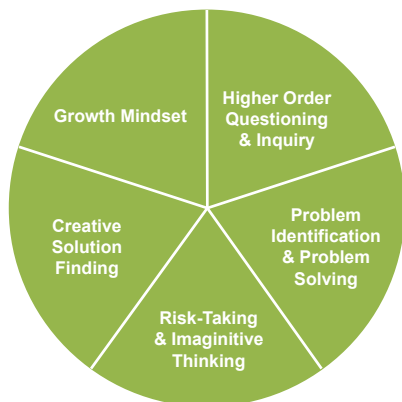 Growth Mindset
Higher Order
Questioning
& Inquiry
Problem
Identification
& Problem
Solving
Risk-Taking
& Imaginitive
Thinking
Creative
Solution
Finding